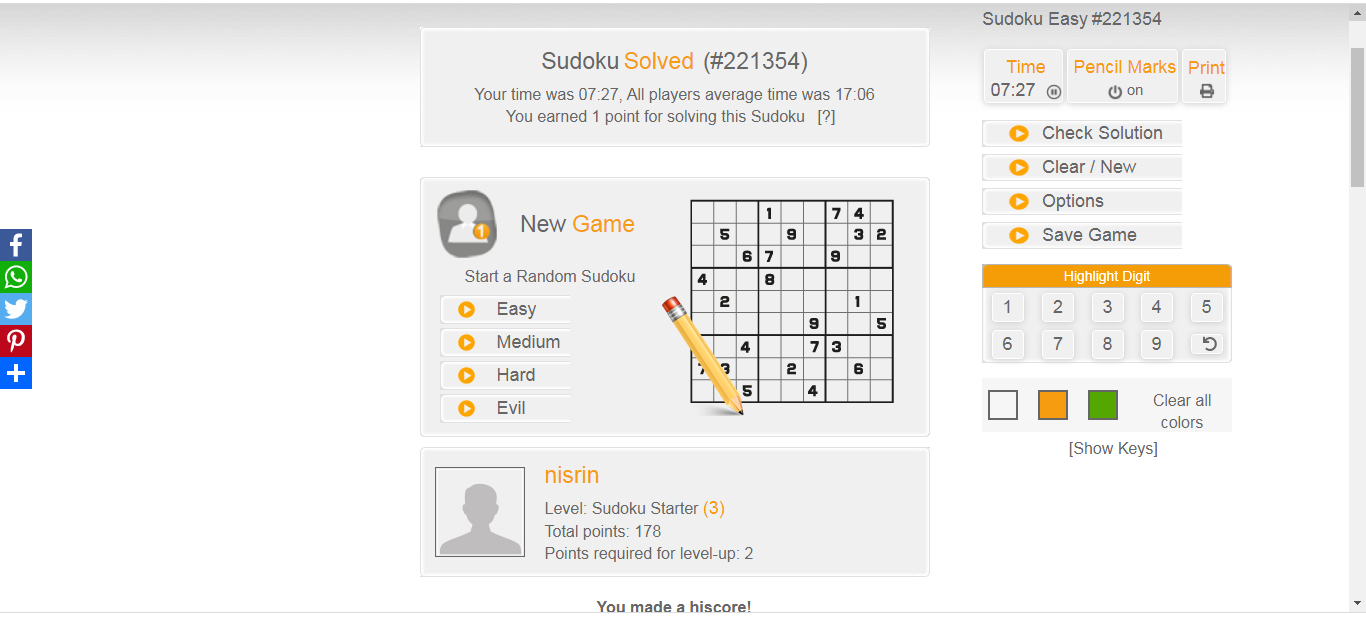 Sudoku Easy #221354
Sudoku Solved (#221354)
Your time was 07:27, All players average time was 17:06
You earned 1 point for solving this Sudoku [?]
Time
07:27
Pencil Marks
on
Print
Check Solution
Clear / New
Options
Save Game
Highlight Digit
1 2 3 4 5
6 7 8 9
Clear all
colors
[Show Keys]
1
New Game
Start a Random Sudoku
Easy
Medium
Hard
Evil
1 7 4
5 9 3 2
6 7 9
4 8
2 1
9 5
4 7 3
7 3 2 6
5 4
nisrin
Level: Sudoku Starter (3)
Total points: 178
Points required for level-up: 2
You made a hiscore!